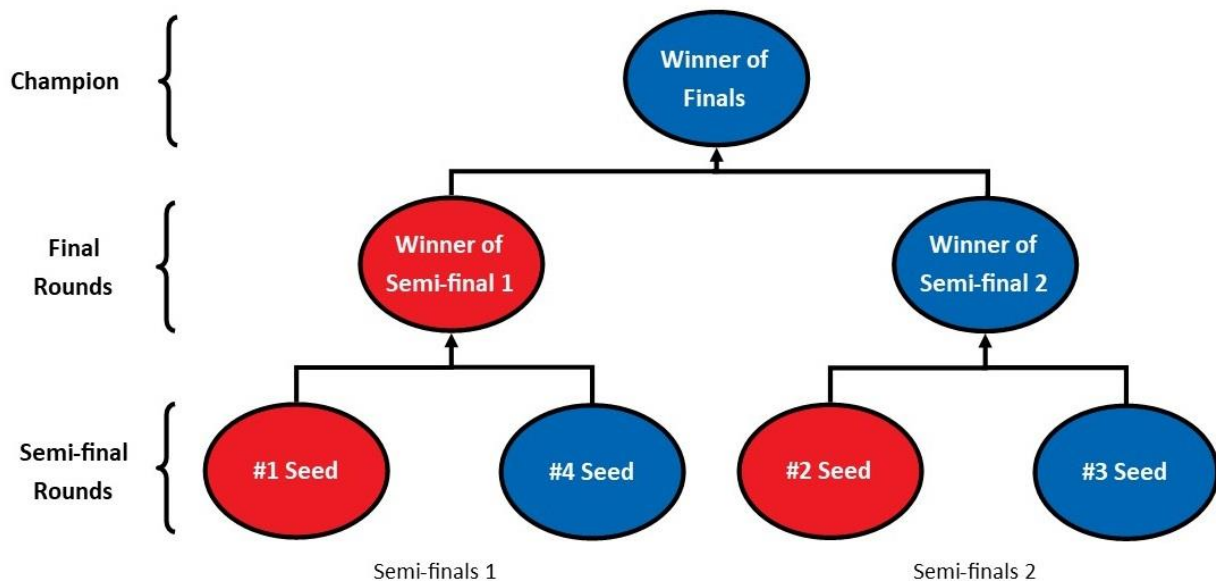 Champion
Winner of
Finals
Final
Rounds
Winner of
Semi-final 1
Winner of
Semi-final 2
Semi-final
Rounds
#1 Seed
#4 Seed
#2 Seed
#3 Seed
Semi-finals 1
Semi-finals 2